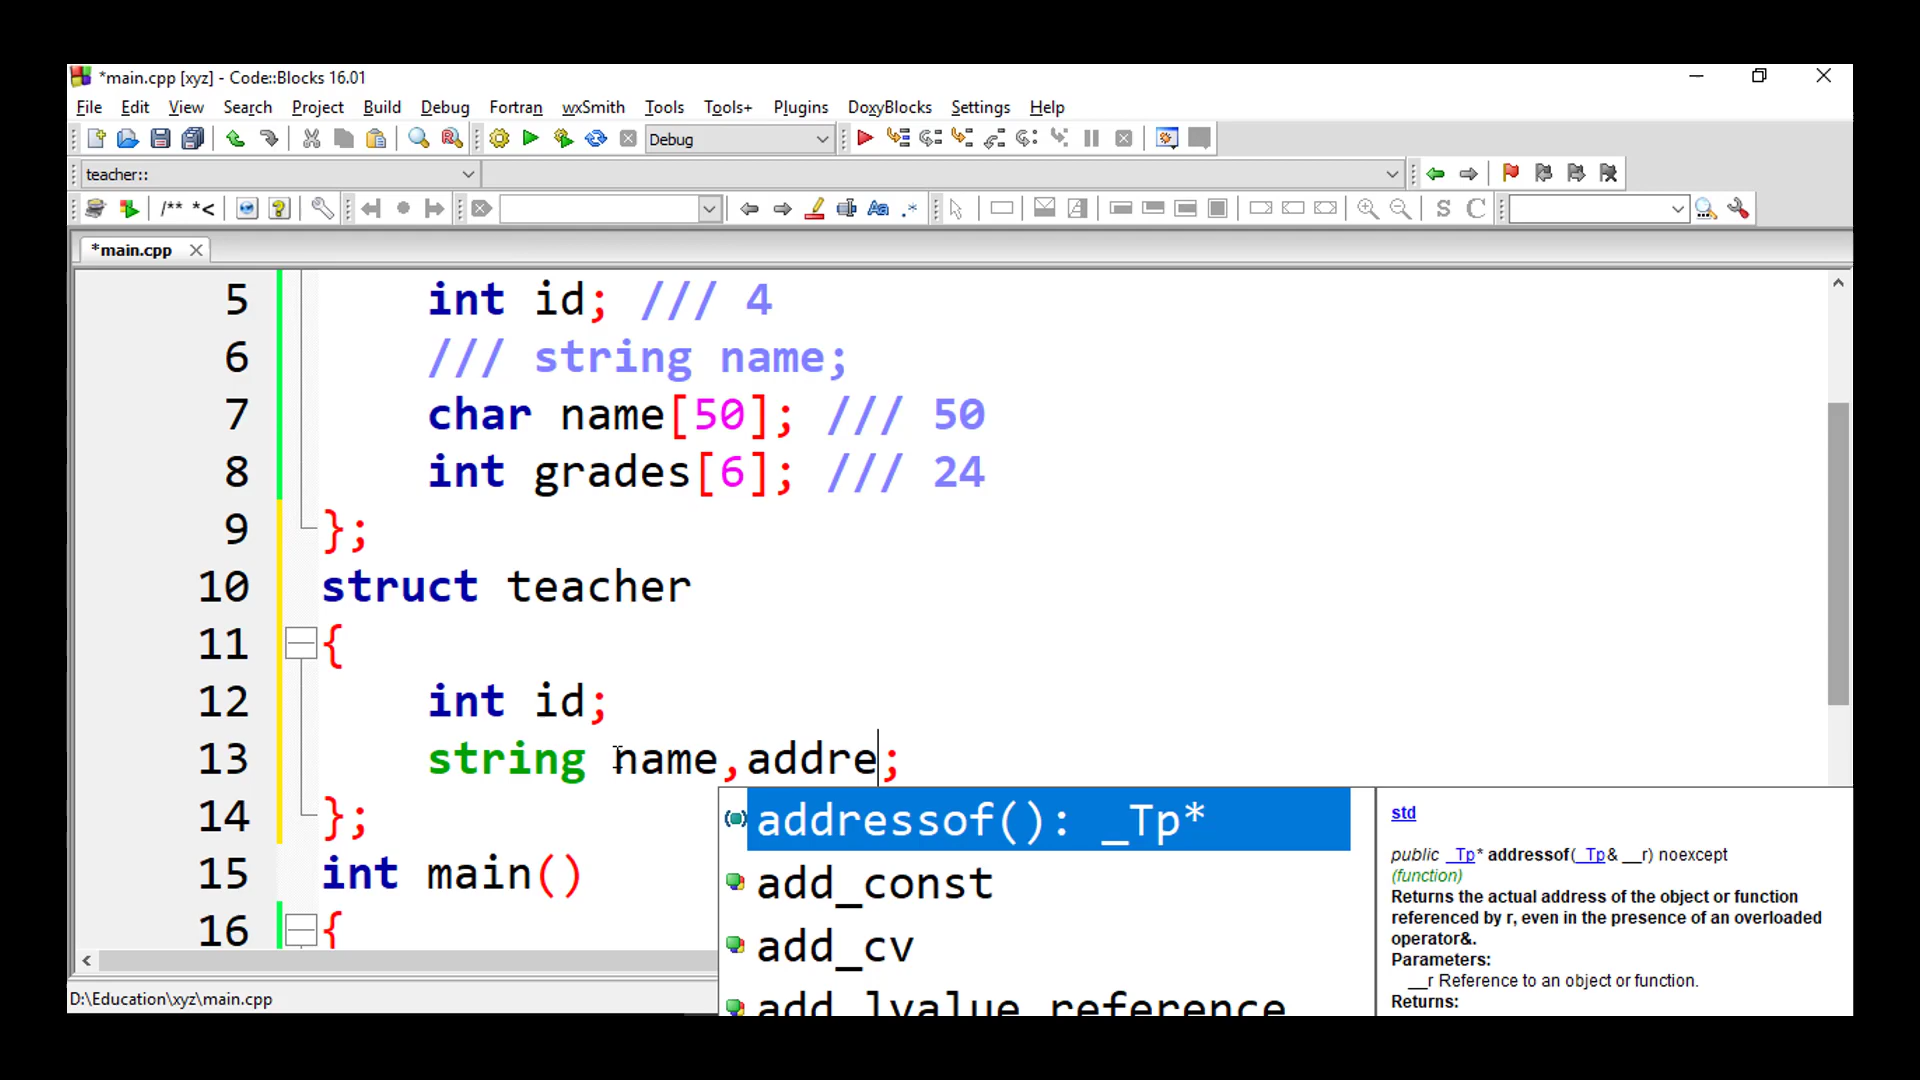 *main.cpp [xyz] - Code::Blocks 16.01
File Edit View Search Project Build Debug Fortran wxSmith Tools Tools+ Plugins DoxyBlocks Settings Help
Debug
teacher::
/** *<
*main.cpp
5 int id; /// 4
6 /// string name;
7 char name[50]; /// 50
8 int grades[6]; /// 24
9 };
10 struct teacher
11 {
12 int id;
13 string name,addre;
14 };
15 int main()
16 {
addressof(): _Tp*
add_const
add_cv
add_lvalue_reference
std
public _Tp* addressof(_Tp& __r) noexcept
(function)
Returns the actual address of the object or function
referenced by r, even in the presence of an overloaded
operator&.
Parameters:
__r Reference to an object or function.
Returns:
D:\Education\xyz\main.cpp